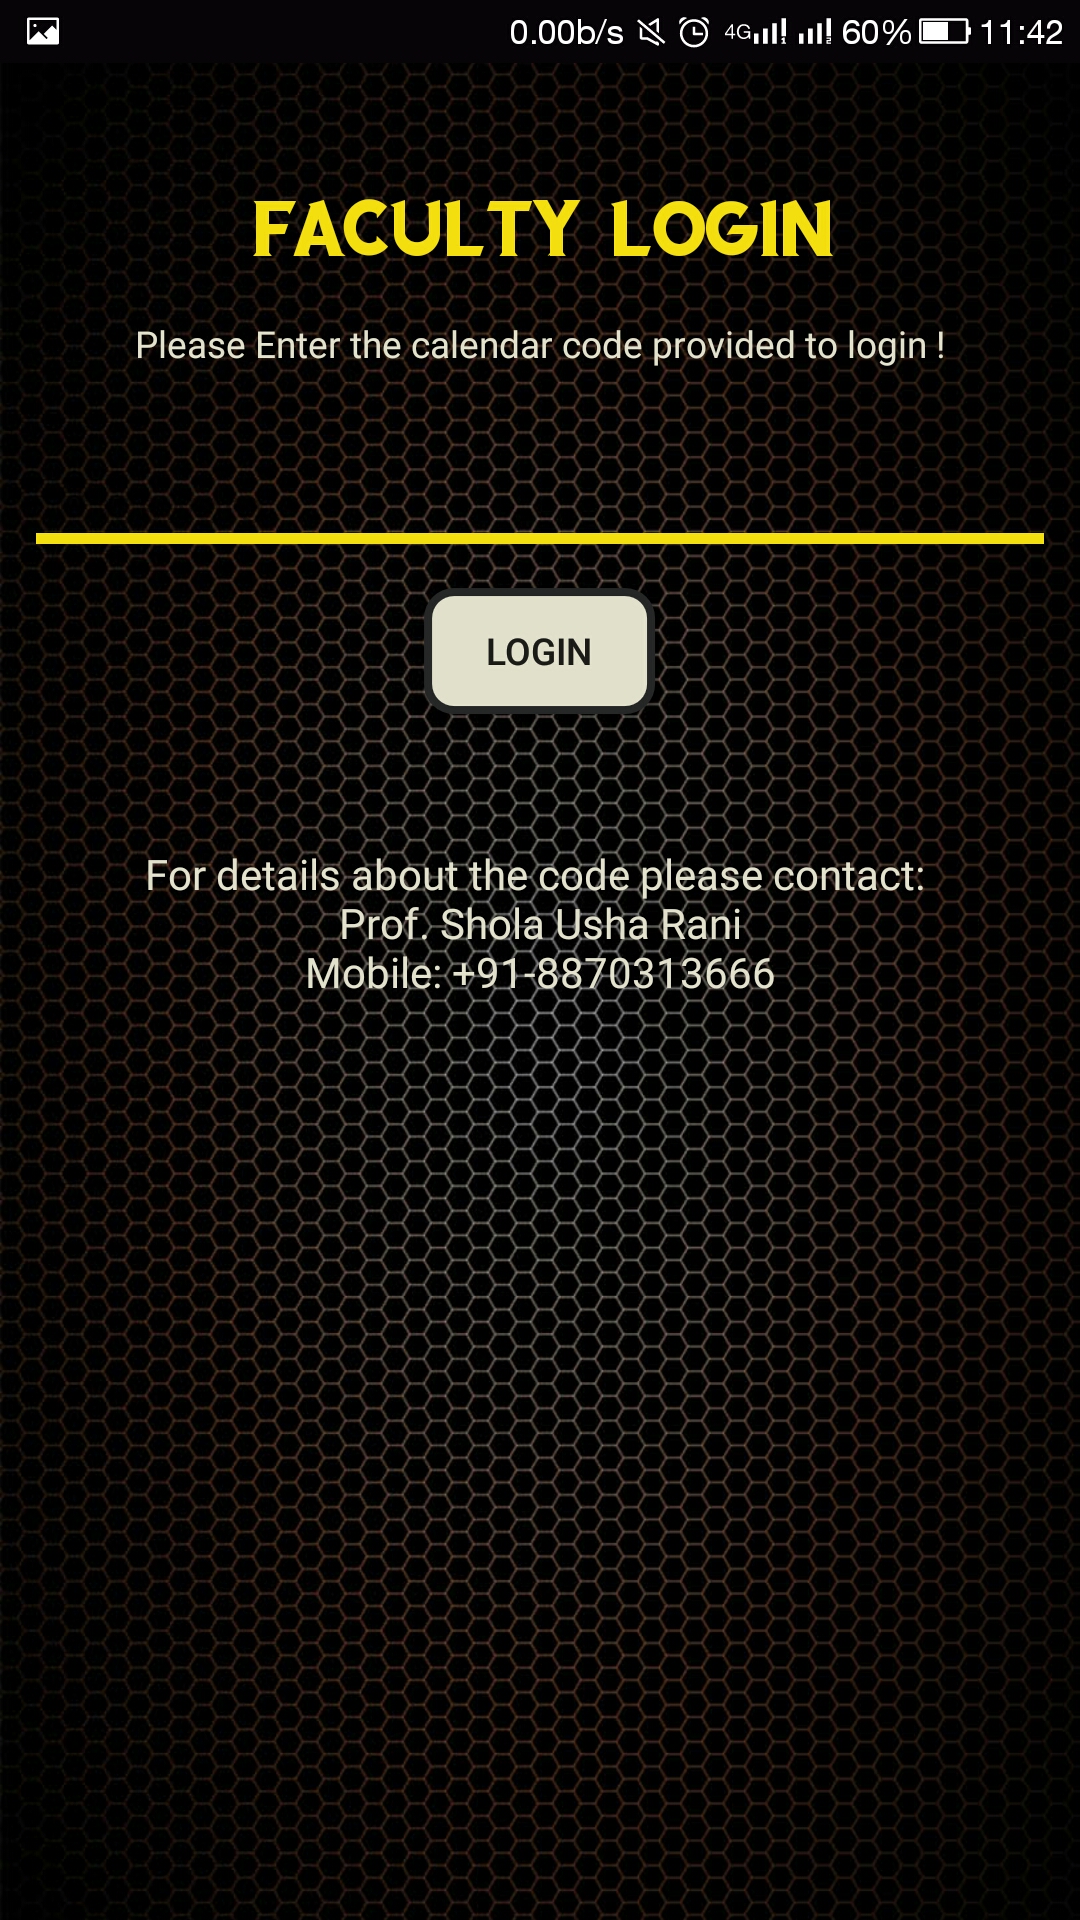 0.00b/s 4G 60% 11:42
FACULTY LOGIN
Please Enter the calendar code provided to login !
LOGIN
For details about the code please contact:
Prof. Shola Usha Rani
Mobile: +91-8870313666